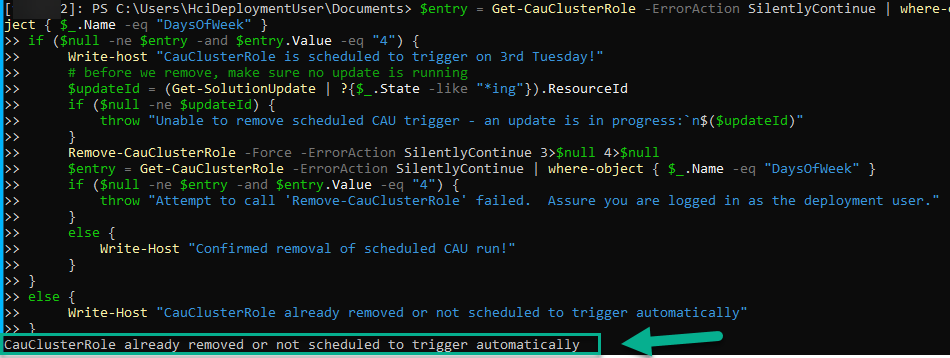 [ 2]: PS C:\Users\HciDeploymentUser\Documents> $entry = Get-CauClusterRole -ErrorAction SilentlyContinue | where-
ject { $_.Name -eq "DaysOfWeek" }
>> if ($null -ne $entry -and $entry.Value -eq "4") {
>>     Write-host "CauClusterRole is scheduled to trigger on 3rd Tuesday!"
>>     # before we remove, make sure no update is running
>>     $updateId = (Get-SolutionUpdate | ?{$_.State -like "*ing"}).ResourceId
>>     if ($null -ne $updateId) {
>>         throw "Unable to remove scheduled CAU trigger - an update is in progress:`n$($updateId)"
>>     }
>>     Remove-CauClusterRole -Force -ErrorAction SilentlyContinue 3>$null 4>$null
>>     $entry = Get-CauClusterRole -ErrorAction SilentlyContinue | where-object { $_.Name -eq "DaysOfWeek" }
>>     if ($null -ne $entry -and $entry.Value -eq "4") {
>>         throw "Attempt to call 'Remove-CauClusterRole' failed.  Assure you are logged in as the deployment user."
>>     }
>>     else {
>>         Write-Host "Confirmed removal of scheduled CAU run!"
>>     }
>> }
>> else {
>>     Write-Host "CauClusterRole already removed or not scheduled to trigger automatically"
>> }
CauClusterRole already removed or not scheduled to trigger automatically